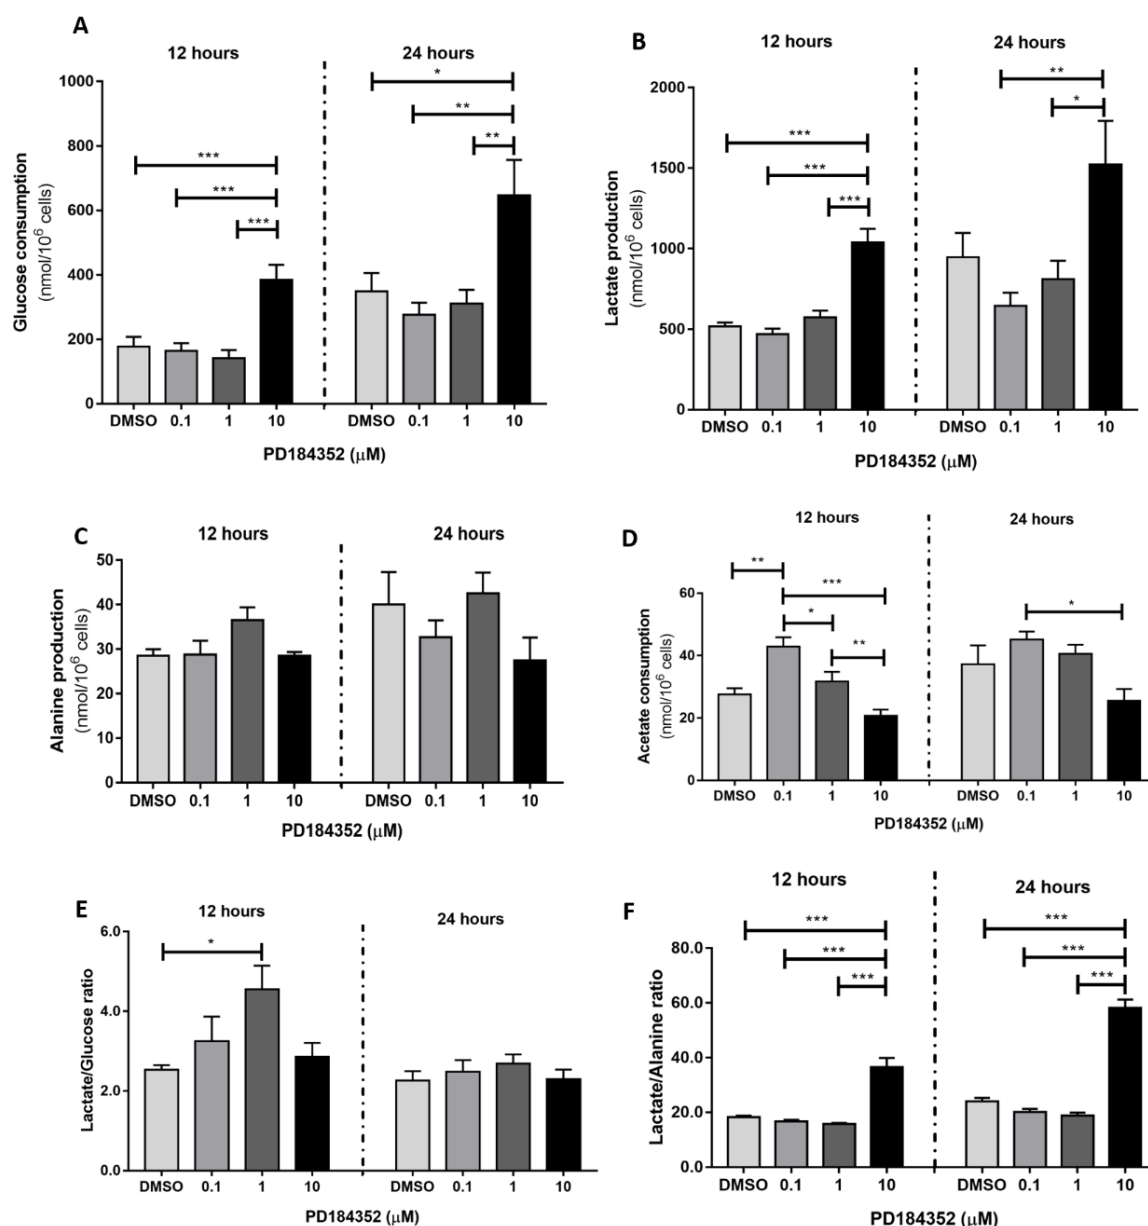 A
12 hours
24 hours
Glucose consumption
(nmol/10⁶ cells)
1000
800
600
400
200
0
***
***
***
*
**
**
DMSO 0.1 1 10
DMSO 0.1 1 10
PD184352 (μM)
B
12 hours
24 hours
Lactate production
(nmol/10⁶ cells)
2000
1500
1000
500
0
***
***
***
**
*
DMSO 0.1 1 10
DMSO 0.1 1 10
PD184352 (μM)
C
12 hours
24 hours
Alanine production
(nmol/10⁶ cells)
50
40
30
20
10
0
DMSO 0.1 1 10
DMSO 0.1 1 10
PD184352 (μM)
D
12 hours
24 hours
Acetate consumption
(nmol/10⁶ cells)
60
40
20
0
**
***
*
**
*
DMSO 0.1 1 10
DMSO 0.1 1 10
PD184352 (μM)
E
12 hours
24 hours
Lactate/Glucose ratio
6.0
4.0
2.0
0.0
*
DMSO 0.1 1 10
DMSO 0.1 1 10
PD184352 (μM)
F
12 hours
24 hours
Lactate/Alanine ratio
80.0
60.0
40.0
20.0
0.0
***
***
***
***
***
***
DMSO 0.1 1 10
DMSO 0.1 1 10
PD184352 (μM)